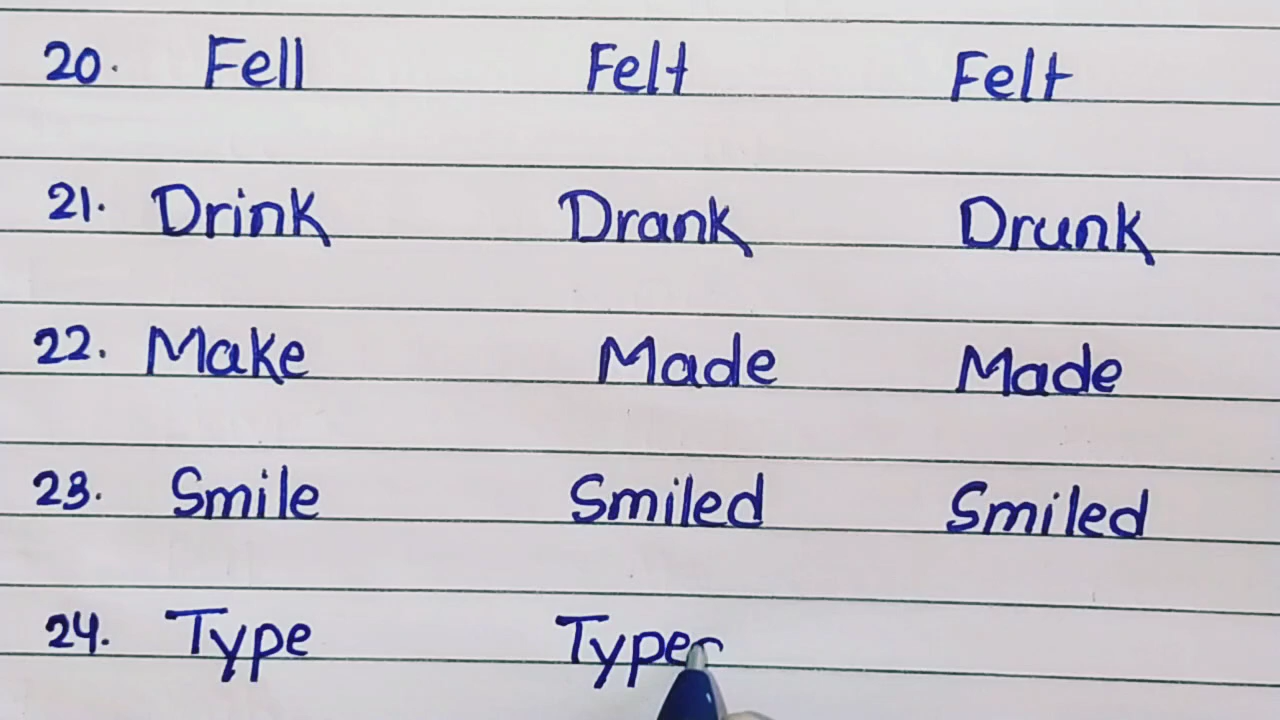 20. Fell Felt Felt
21. Drink Drank Drunk
22. Make Made Made
23. Smile Smiled Smiled
24. Type Type